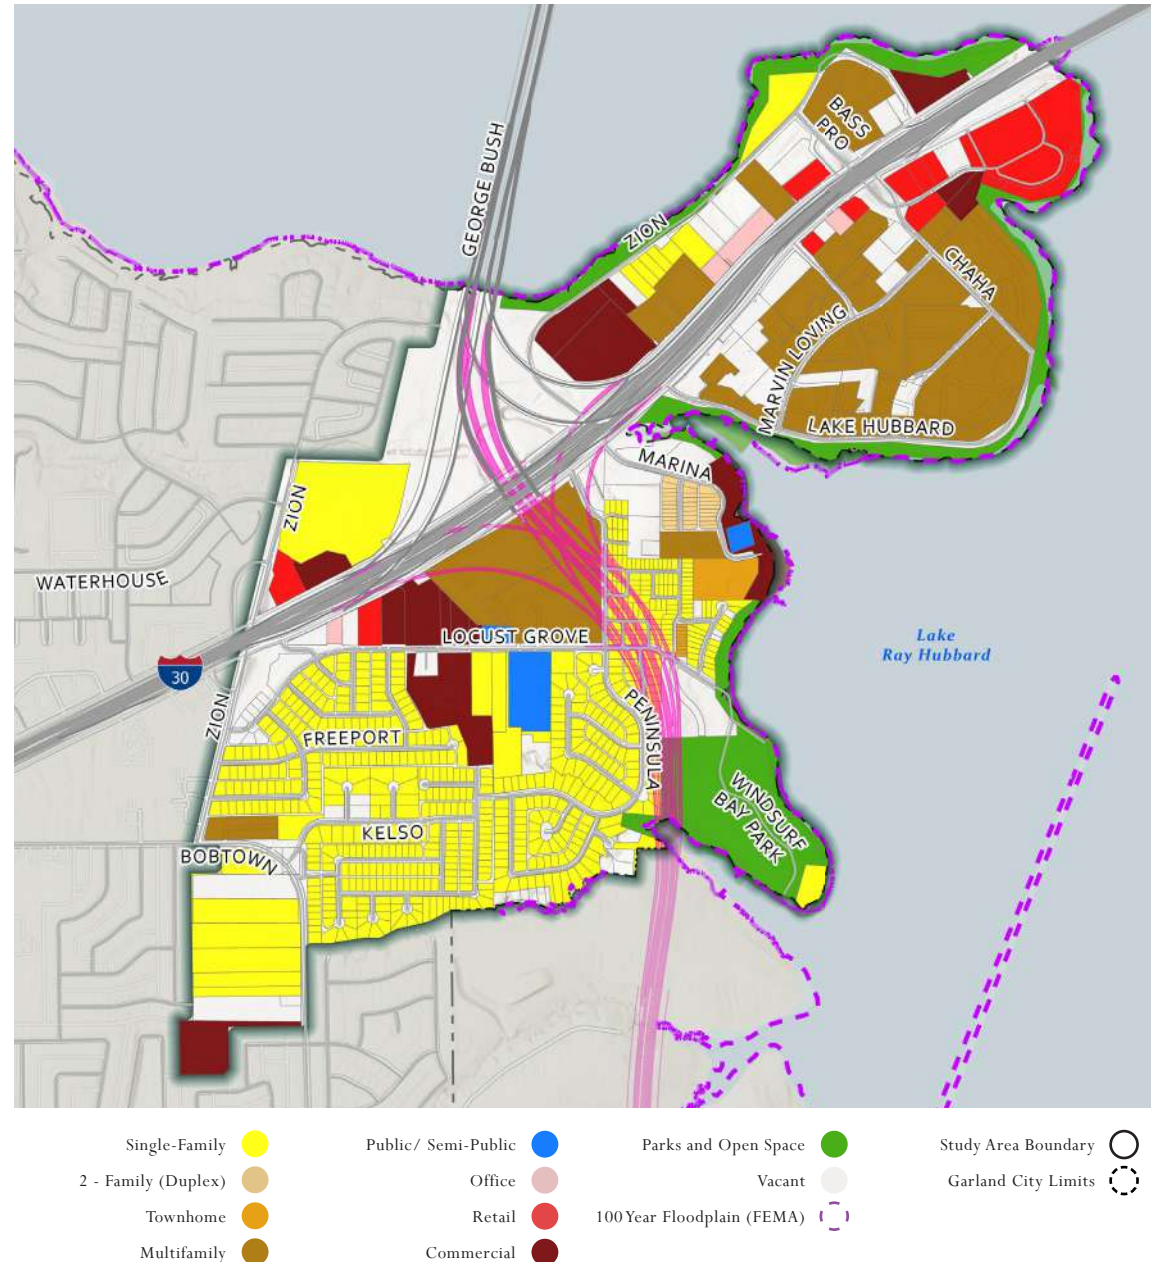 GEORGE BUSH
BASS
PRO
ZION
CHAHA
MARVIN LOVING
LAKE HUBBARD
MARINA
ZION
WATERHOUSE
LOCUST GROVE
Lake
Ray Hubbard
30
ZION
PENINSULA
FREEPORT
WINDSURF
BAY PARK
KELSO
BOBTOWN
Single-Family
2 - Family (Duplex)
Townhome
Multifamily
Public/ Semi-Public
Office
Retail
Commercial
Parks and Open Space
Vacant
100 Year Floodplain (FEMA)
Study Area Boundary
Garland City Limits